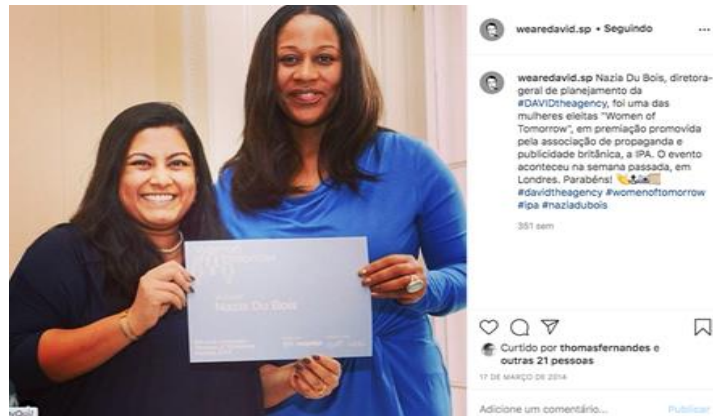 Nazia Du Bois
wearedavid.sp • Seguindo
wearedavid.sp Nazia Du Bois, diretora-
geral de planejamento da
#DAVIDtheagency, foi uma das
mulheres eleitas "Women of
Tomorrow", em premiação promovida
pela associação de propaganda e
publicidade britânica, a IPA. O evento
aconteceu na semana passada, em
Londres. Parabéns!
#davidtheagency #womenoftomorrow
#ipa #naziadubois
351 sem
Curtido por thomasfernandes e
outras 21 pessoas
17 DE MARÇO DE 2014
Adicione um comentário...
Publicar